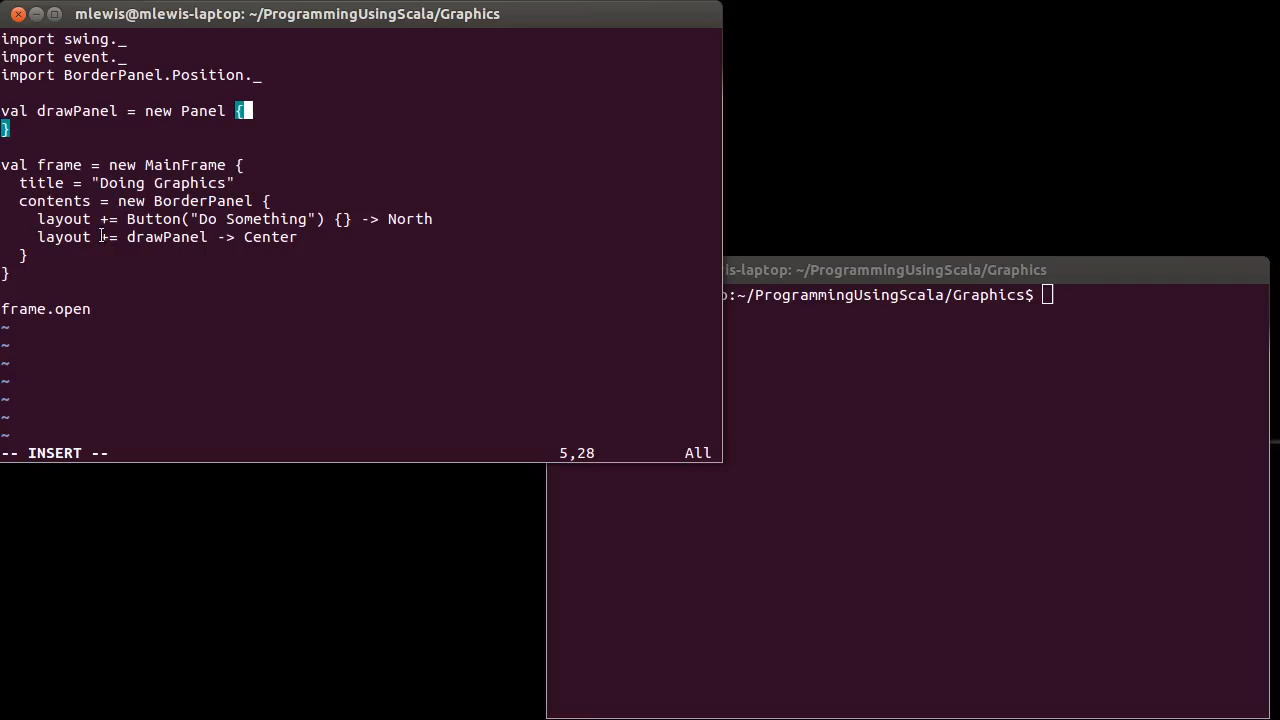 mlewis@mlewis-laptop: ~/ProgrammingUsingScala/Graphics
import swing._
import event._
import BorderPanel.Position._
val drawPanel = new Panel {
}
val frame = new MainFrame {
  title = "Doing Graphics"
  contents = new BorderPanel {
    layout += Button("Do Something") {} -> North
    layout += drawPanel -> Center
  }
}
frame.open
~
~
~
~
~
~
~
-- INSERT -- 5,28 All
is-laptop: ~/ProgrammingUsingScala/Graphics
:~/ProgrammingUsingScala/Graphics$